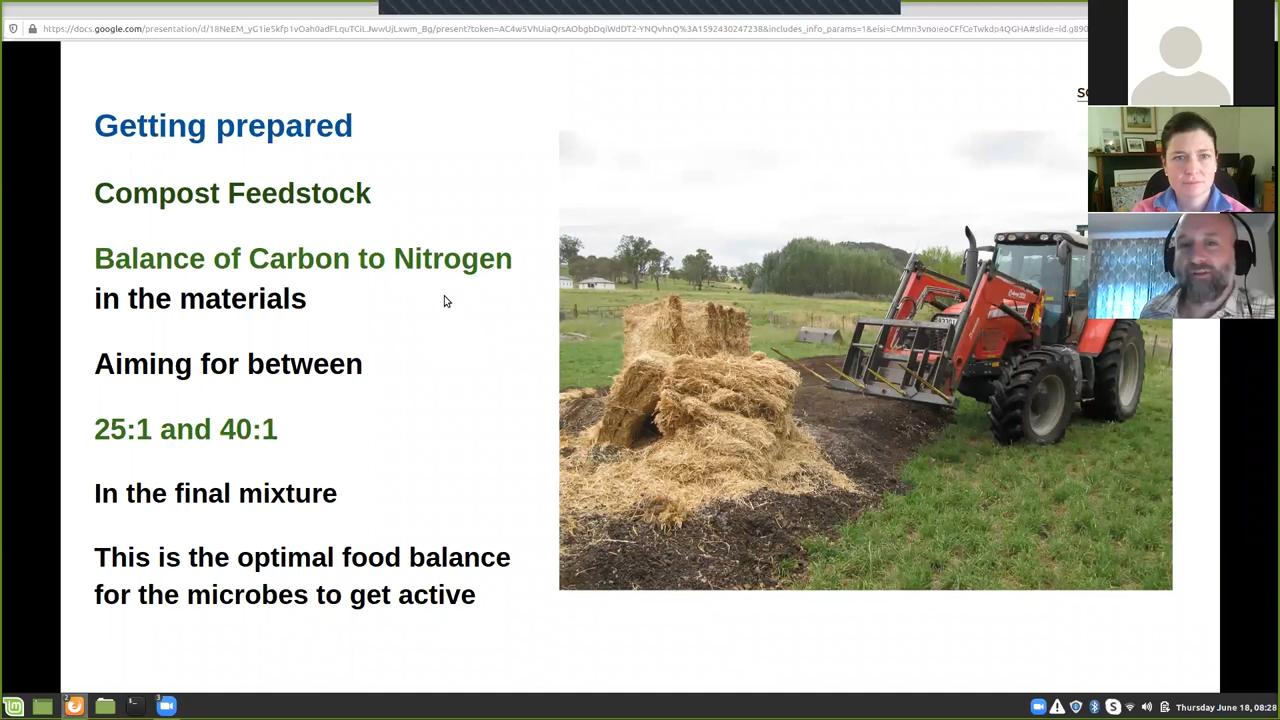 Getting prepared
Compost Feedstock
Balance of Carbon to Nitrogen
in the materials
Aiming for between
25:1 and 40:1
In the final mixture
This is the optimal food balance
for the microbes to get active
Thursday June 18, 08:28